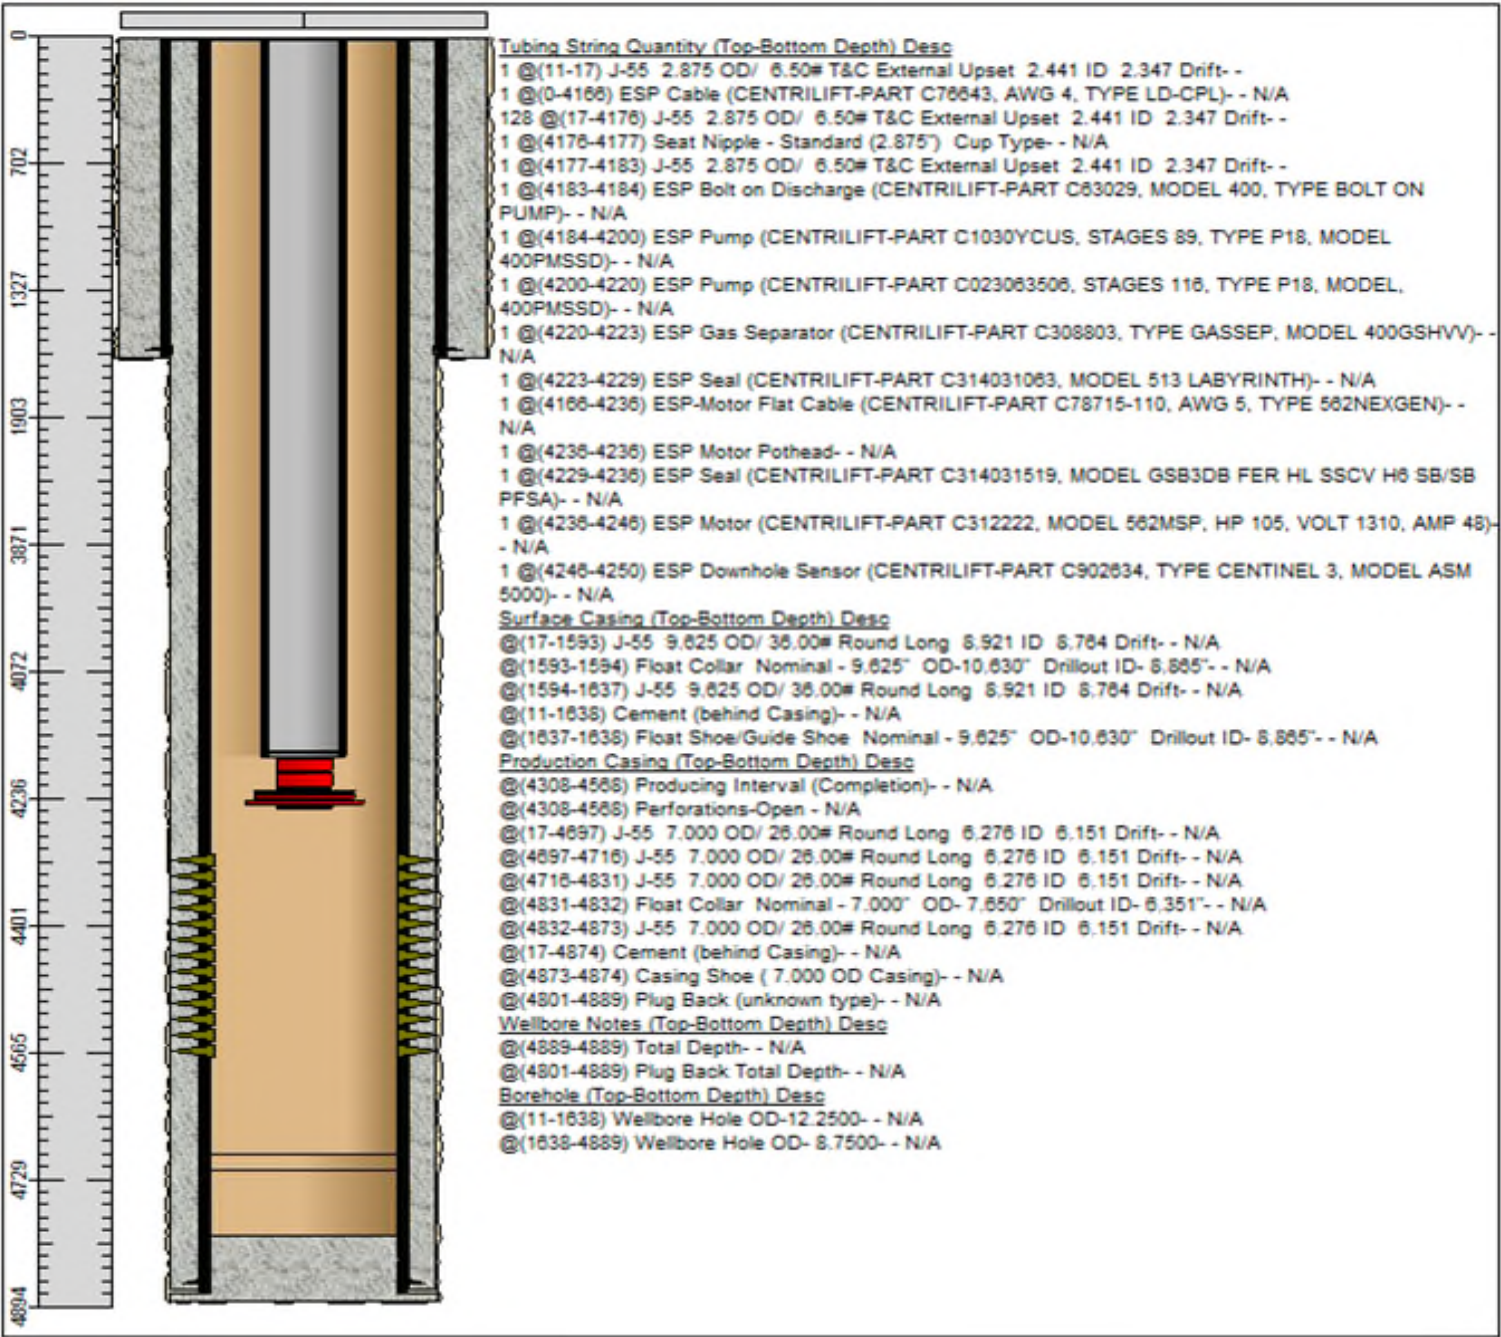 0
702
1327
1903
3871
4072
4236
4401
4565
4729
4894
Tubing String Quantity (Top-Bottom Depth) Desc
1 @(11-17) J-55 2.875 OD/ 6.50# T&C External Upset 2.441 ID 2.347 Drift- -
1 @(0-4166) ESP Cable (CENTRILIFT-PART C76643, AWG 4, TYPE LD-CPL)- - N/A
128 @(17-4176) J-55 2.875 OD/ 6.50# T&C External Upset 2.441 ID 2.347 Drift- -
1 @(4176-4177) Seat Nipple - Standard (2.875") Cup Type- - N/A
1 @(4177-4183) J-55 2.875 OD/ 6.50# T&C External Upset 2.441 ID 2.347 Drift- -
1 @(4183-4184) ESP Bolt on Discharge (CENTRILIFT-PART C63029, MODEL 400, TYPE BOLT ON
PUMP)- - N/A
1 @(4184-4200) ESP Pump (CENTRILIFT-PART C1030YCUS, STAGES 89, TYPE P18, MODEL
400PMSSD)- - N/A
1 @(4200-4220) ESP Pump (CENTRILIFT-PART C023063506, STAGES 116, TYPE P18, MODEL,
400PMSSD)- - N/A
1 @(4220-4223) ESP Gas Separator (CENTRILIFT-PART C308803, TYPE GASSEP, MODEL 400GSHVV)- -
N/A
1 @(4223-4229) ESP Seal (CENTRILIFT-PART C314031063, MODEL 513 LABYRINTH)- - N/A
1 @(4166-4236) ESP-Motor Flat Cable (CENTRILIFT-PART C78715-110, AWG 5, TYPE 562NEXGEN)- -
N/A
1 @(4236-4236) ESP Motor Pothead- - N/A
1 @(4229-4236) ESP Seal (CENTRILIFT-PART C314031519, MODEL GSB3DB FER HL SSCV H6 SB/SB
PFSA)- - N/A
1 @(4236-4246) ESP Motor (CENTRILIFT-PART C312222, MODEL 562MSP, HP 105, VOLT 1310, AMP 48)-
- N/A
1 @(4246-4250) ESP Downhole Sensor (CENTRILIFT-PART C902634, TYPE CENTINEL 3, MODEL ASM
5000)- - N/A
Surface Casing (Top-Bottom Depth) Desc
@(17-1593) J-55 9.625 OD/ 36.00# Round Long 8.921 ID 8.764 Drift- - N/A
@(1593-1594) Float Collar Nominal - 9.625" OD-10.630" Drillout ID- 8.865"- - N/A
@(1594-1637) J-55 9.625 OD/ 36.00# Round Long 8.921 ID 8.764 Drift- - N/A
@(11-1638) Cement (behind Casing)- - N/A
@(1637-1638) Float Shoe/Guide Shoe Nominal - 9.625" OD-10.630" Drillout ID- 8.865"- - N/A
Production Casing (Top-Bottom Depth) Desc
@(4308-4568) Producing Interval (Completion)- - N/A
@(4308-4568) Perforations-Open - N/A
@(17-4697) J-55 7.000 OD/ 26.00# Round Long 6.276 ID 6.151 Drift- - N/A
@(4697-4716) J-55 7.000 OD/ 26.00# Round Long 6.276 ID 6.151 Drift- - N/A
@(4716-4831) J-55 7.000 OD/ 26.00# Round Long 6.276 ID 6.151 Drift- - N/A
@(4831-4832) Float Collar Nominal - 7.000" OD- 7.650" Drillout ID- 6.351"- - N/A
@(4832-4873) J-55 7.000 OD/ 26.00# Round Long 6.276 ID 6.151 Drift- - N/A
@(17-4874) Cement (behind Casing)- - N/A
@(4873-4874) Casing Shoe ( 7.000 OD Casing)- - N/A
@(4801-4889) Plug Back (unknown type)- - N/A
Wellbore Notes (Top-Bottom Depth) Desc
@(4889-4889) Total Depth- - N/A
@(4801-4889) Plug Back Total Depth- - N/A
Borehole (Top-Bottom Depth) Desc
@(11-1638) Wellbore Hole OD-12.2500- - N/A
@(1638-4889) Wellbore Hole OD- 8.7500- - N/A